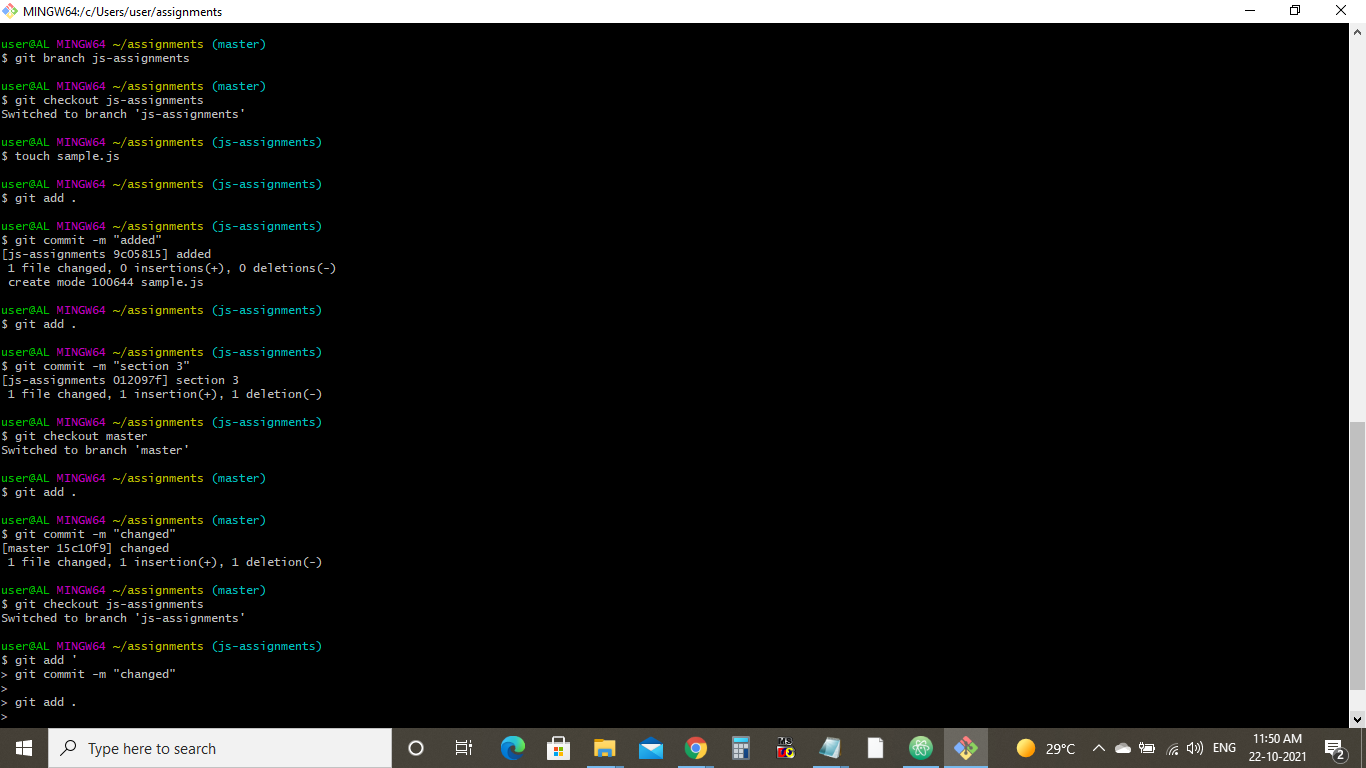 MINGW64:/c/Users/user/assignments
user@AL MINGW64 ~/assignments (master)
$ git branch js-assignments
user@AL MINGW64 ~/assignments (master)
$ git checkout js-assignments
Switched to branch 'js-assignments'
user@AL MINGW64 ~/assignments (js-assignments)
$ touch sample.js
user@AL MINGW64 ~/assignments (js-assignments)
$ git add .
user@AL MINGW64 ~/assignments (js-assignments)
$ git commit -m "added"
[js-assignments 9c05815] added
1 file changed, 0 insertions(+), 0 deletions(-)
create mode 100644 sample.js
user@AL MINGW64 ~/assignments (js-assignments)
$ git add .
user@AL MINGW64 ~/assignments (js-assignments)
$ git commit -m "section 3"
[js-assignments 012097f] section 3
1 file changed, 1 insertion(+), 1 deletion(-)
user@AL MINGW64 ~/assignments (js-assignments)
$ git checkout master
Switched to branch 'master'
user@AL MINGW64 ~/assignments (master)
$ git add .
user@AL MINGW64 ~/assignments (master)
$ git commit -m "changed"
[master 15c10f9] changed
1 file changed, 1 insertion(+), 1 deletion(-)
user@AL MINGW64 ~/assignments (master)
$ git checkout js-assignments
Switched to branch 'js-assignments'
user@AL MINGW64 ~/assignments (js-assignments)
$ git add '
> git commit -m "changed"
>
> git add .
>
Type here to search
29°C
ENG
11:50 AM
22-10-2021
2